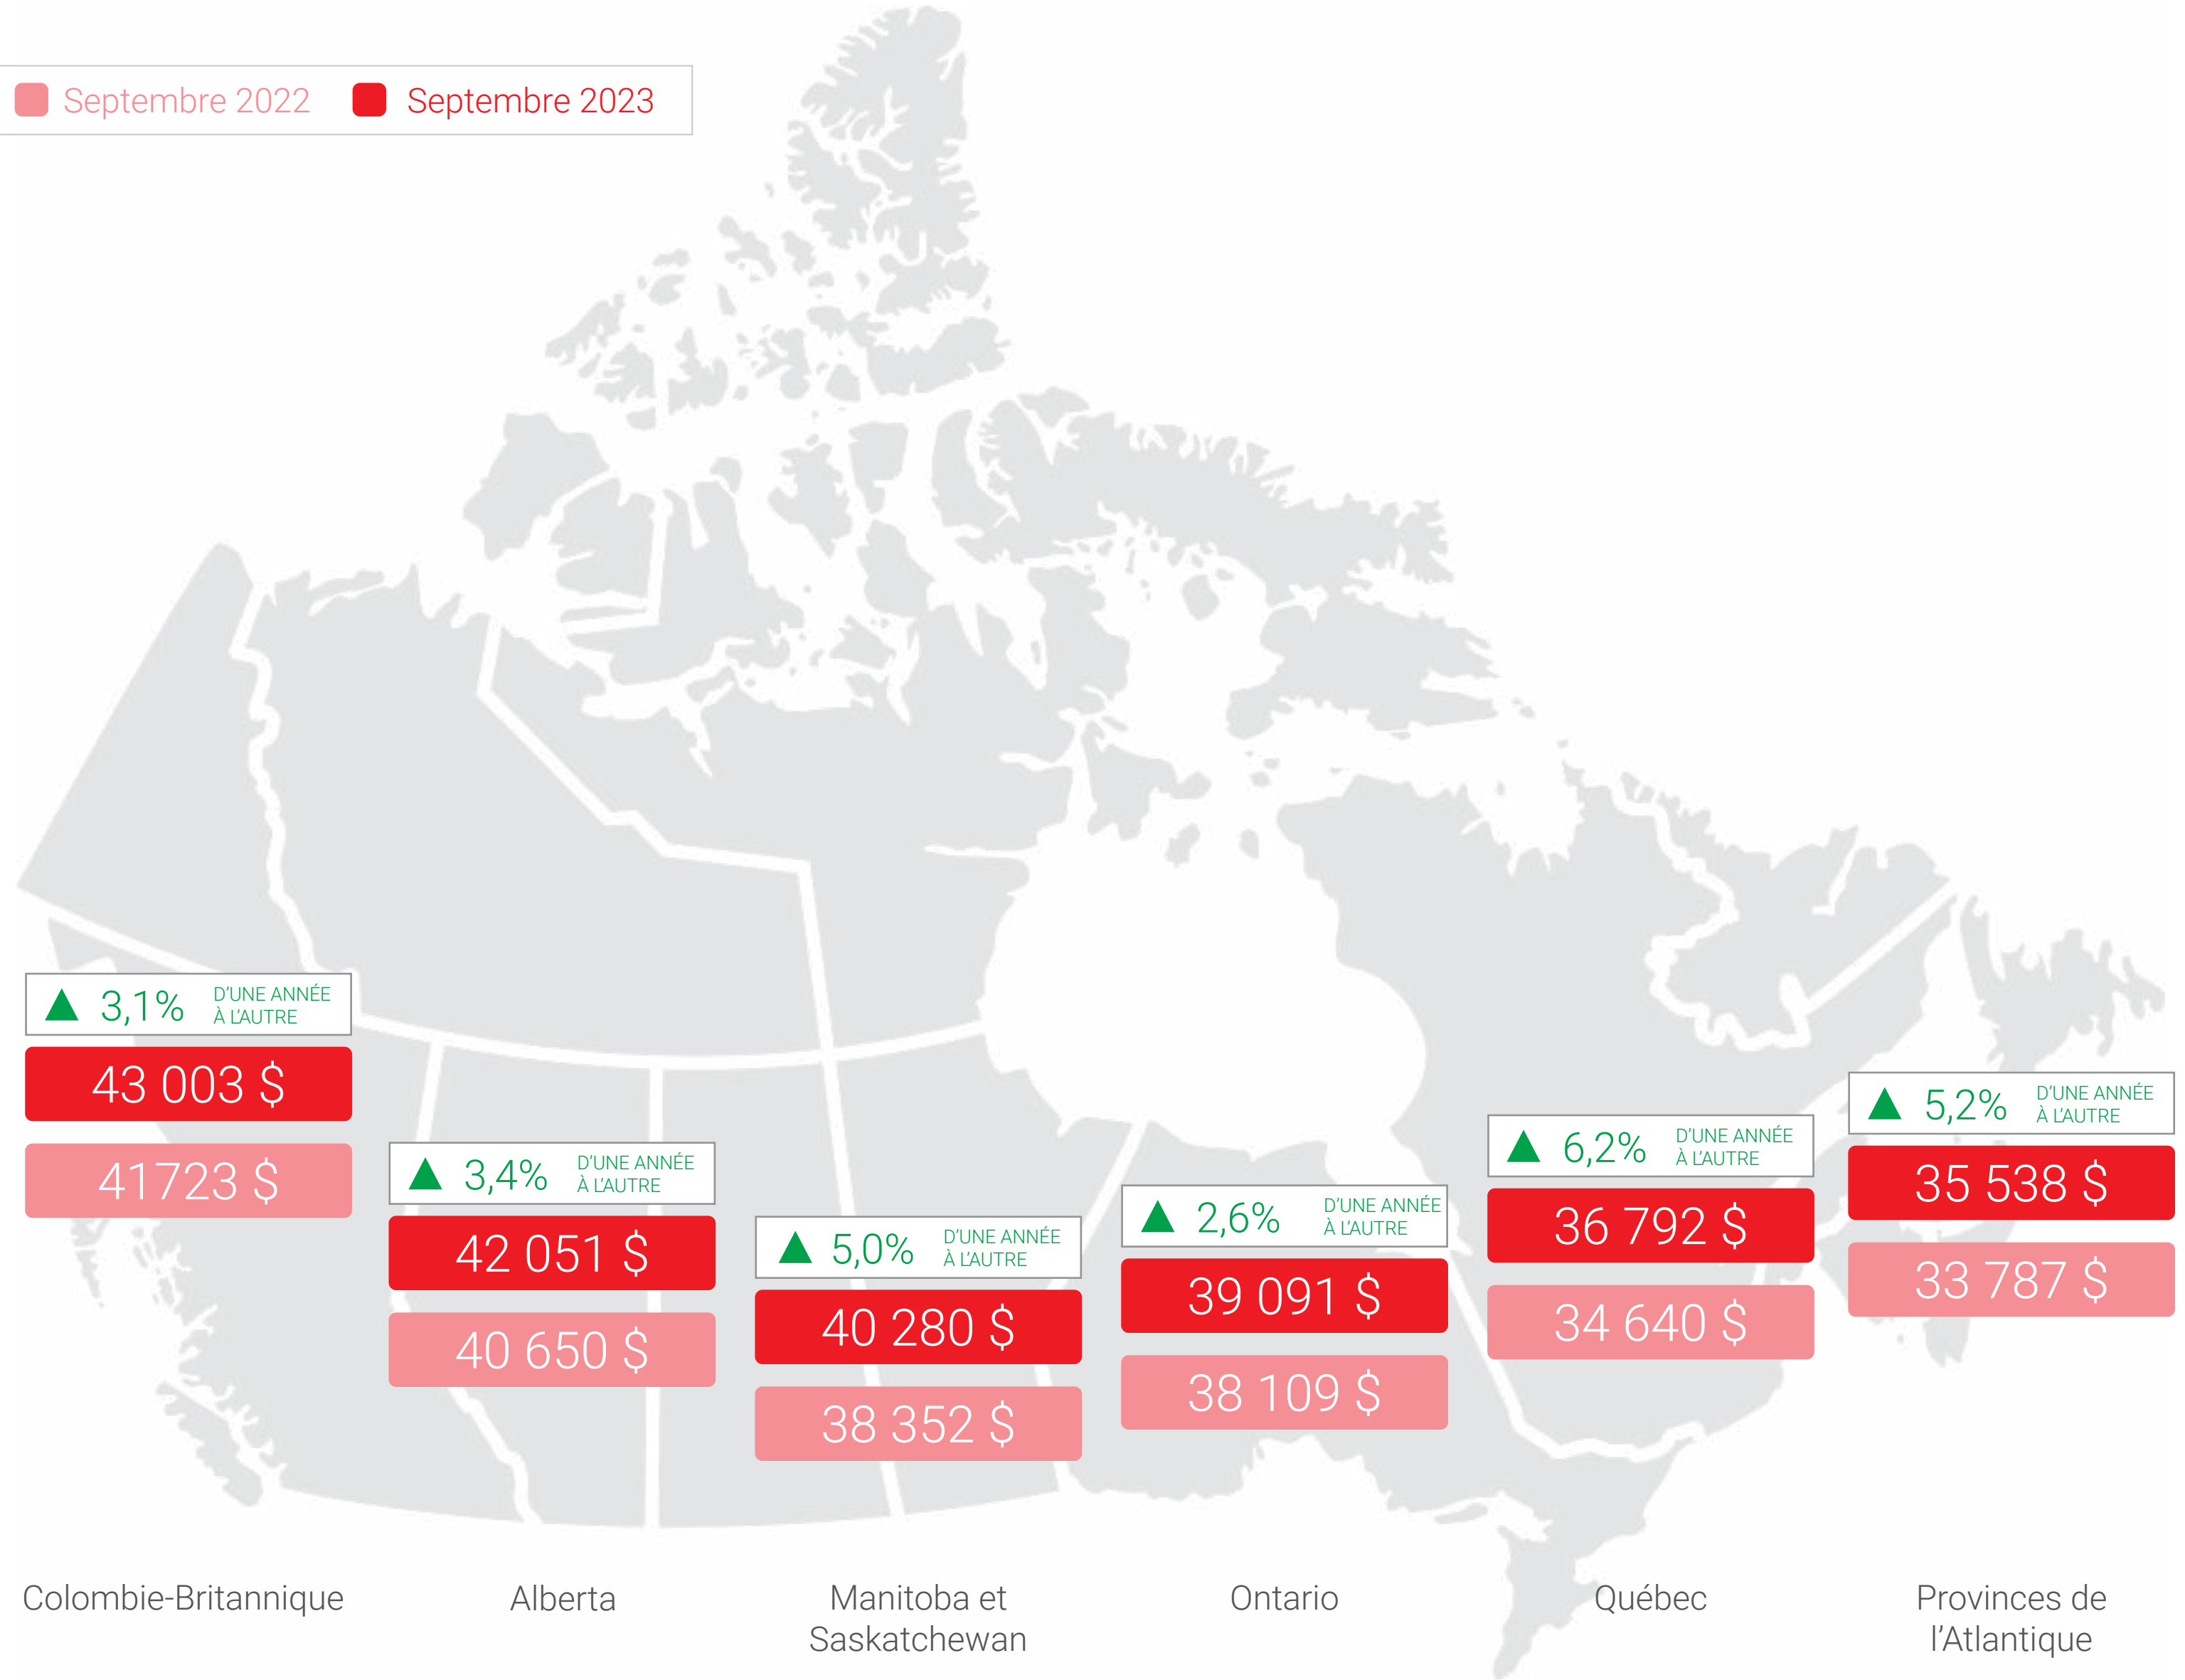 Septembre 2022 Septembre 2023
3,1% D'UNE ANNÉE
À L'AUTRE
43 003 $
41723 $
3,4% D'UNE ANNÉE
À L'AUTRE
42 051 $
40 650 $
5,0% D'UNE ANNÉE
À L'AUTRE
40 280 $
38 352 $
2,6% D'UNE ANNÉE
À L'AUTRE
39 091 $
38 109 $
6,2% D'UNE ANNÉE
À L'AUTRE
36 792 $
34 640 $
5,2% D'UNE ANNÉE
À L'AUTRE
35 538 $
33 787 $
Colombie-Britannique
Alberta
Manitoba et
Saskatchewan
Ontario
Québec
Provinces de
l'Atlantique